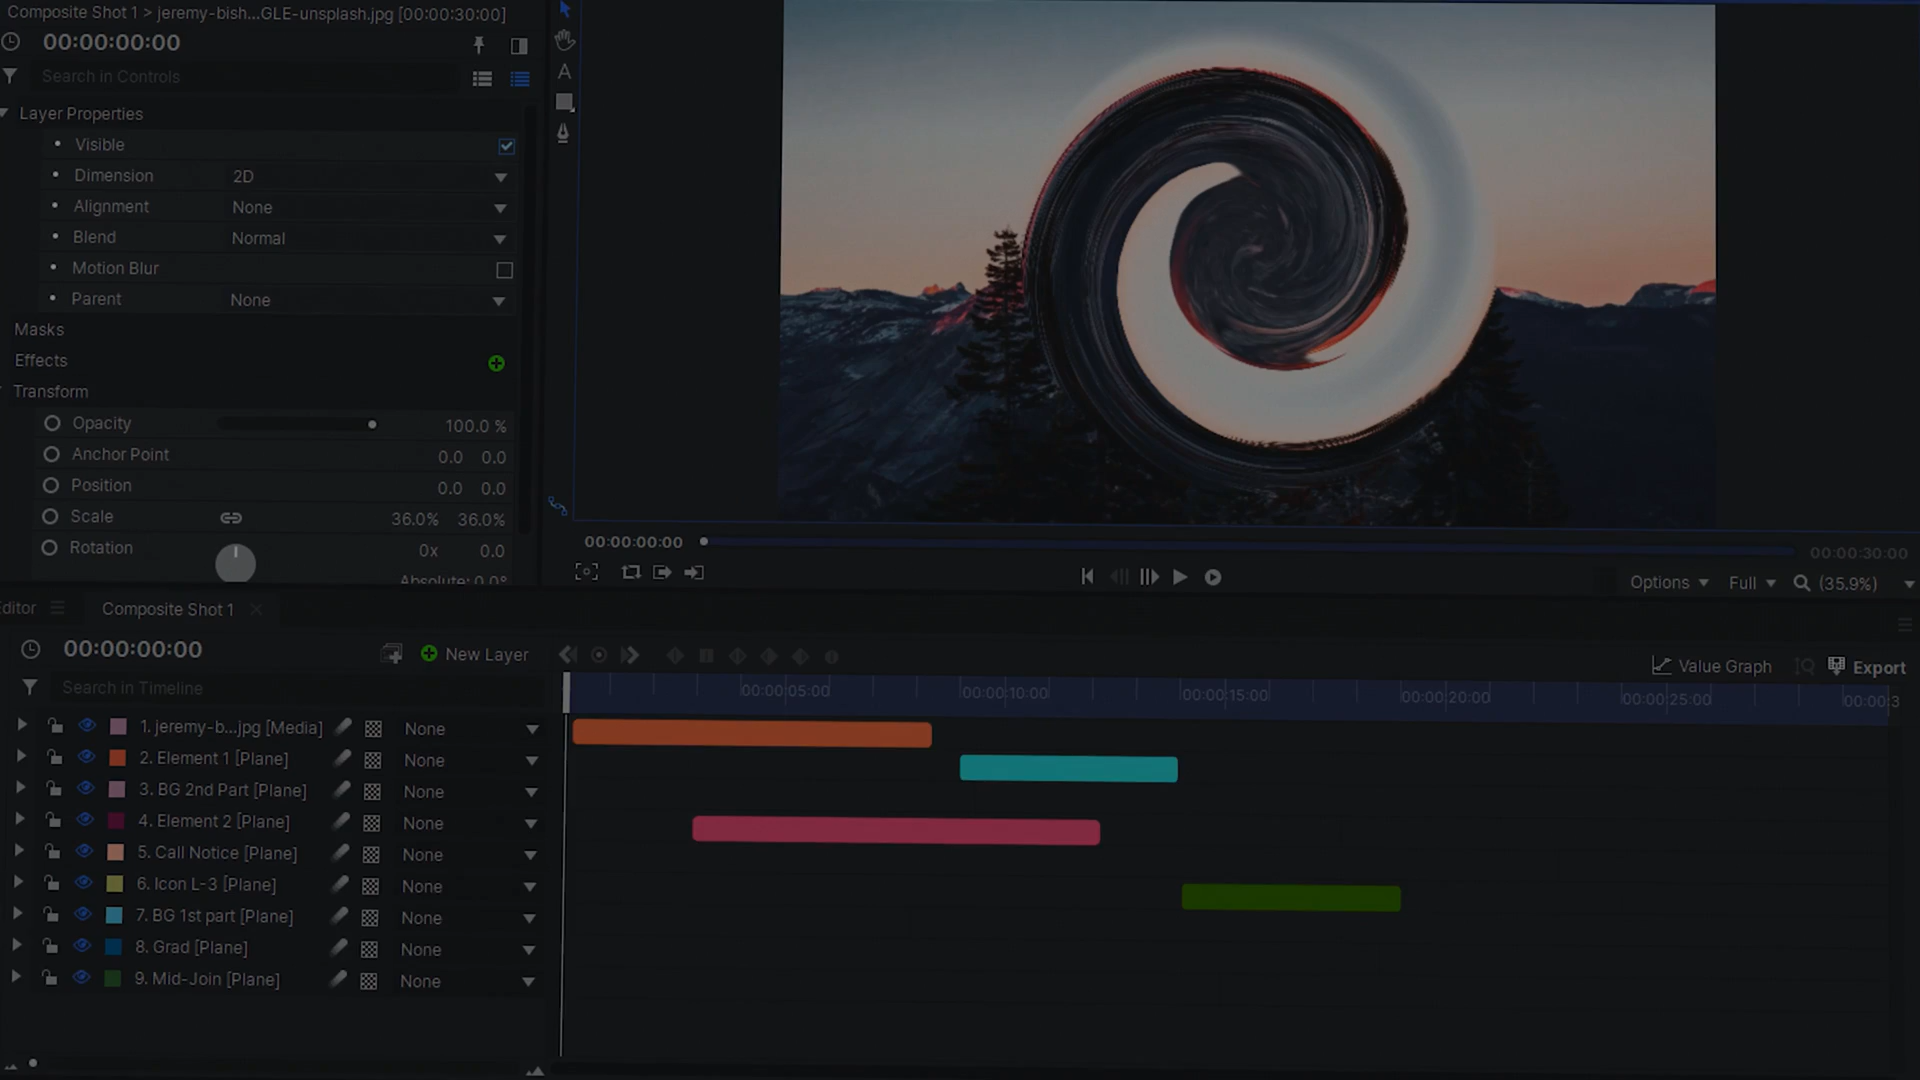 Composite Shot 1 > jeremy-bish...GLE-unsplash.jpg [00:00:30:00]
00:00:00:00
Search in Controls
Layer Properties
Visible
Dimension 2D
Alignment None
Blend Normal
Motion Blur
Parent None
Masks
Effects
Transform
Opacity 100.0 %
Anchor Point 0.0 0.0
Position 0.0 0.0
Scale 36.0% 36.0%
Rotation 0x 0.0
Absolute: 0.0°
A
00:00:00:00
00:00:30:00
Options Full (35.9%)
Editor Composite Shot 1
00:00:00:00
New Layer
Value Graph Export
Search in Timeline
00:00:05:00 00:00:10:00 00:00:15:00 00:00:20:00 00:00:25:00 00:00:3
1. jeremy-b...jpg [Media] None
2. Element 1 [Plane] None
3. BG 2nd Part [Plane] None
4. Element 2 [Plane] None
5. Call Notice [Plane] None
6. Icon L-3 [Plane] None
7. BG 1st part [Plane] None
8. Grad [Plane] None
9. Mid-Join [Plane] None